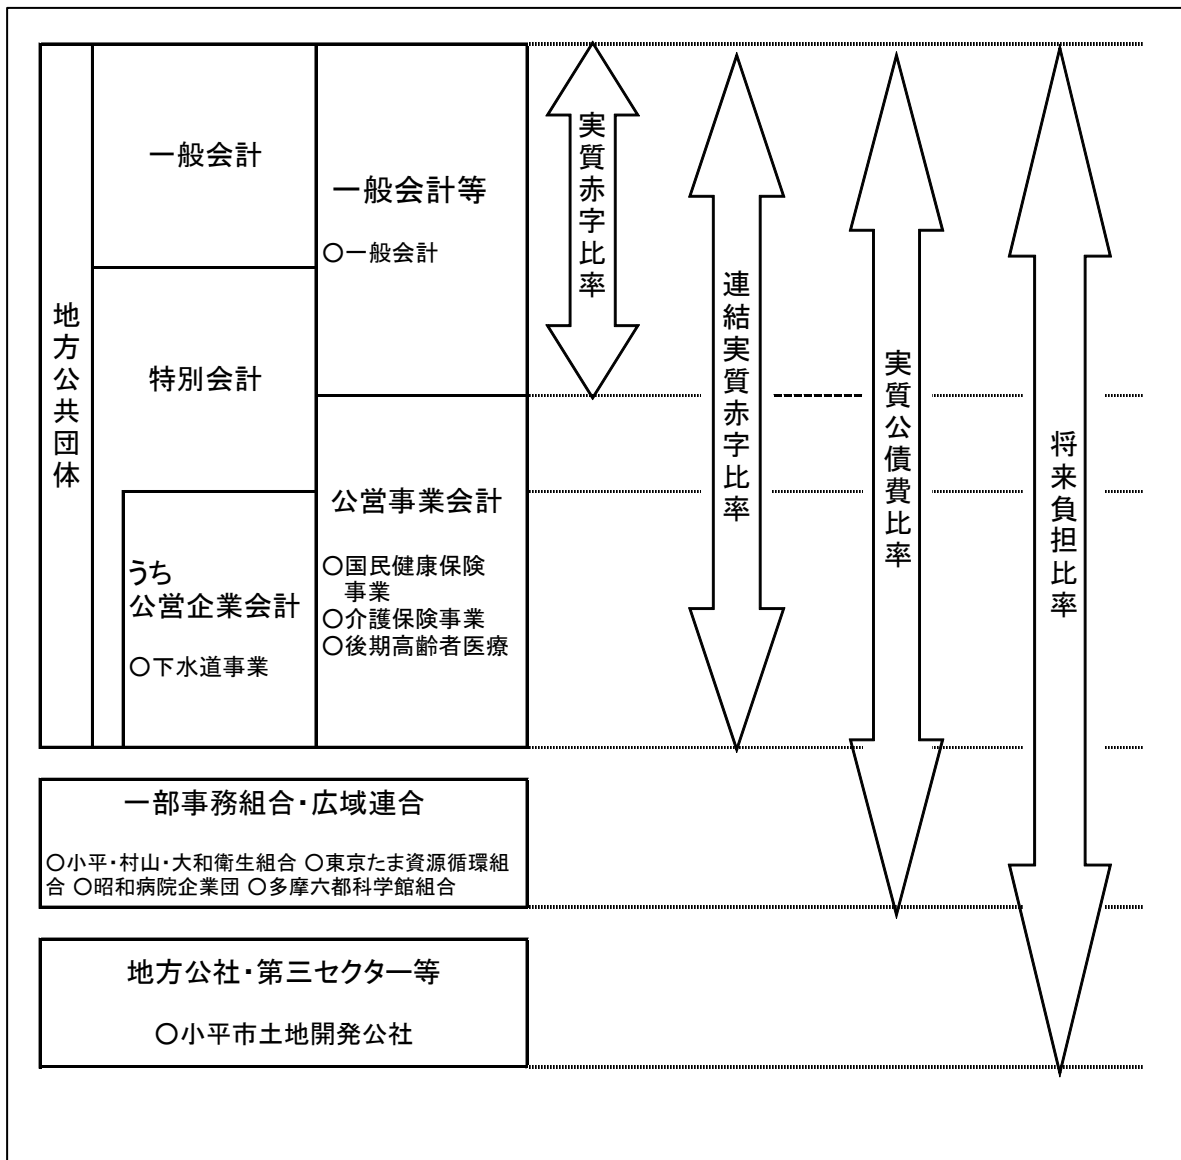 地方公共団体
一般会計
特別会計
うち
公営企業会計
○下水道事業
一般会計等
○一般会計
公営事業会計
○国民健康保険
事業
○介護保険事業
○後期高齢者医療
実質赤字比率
連結実質赤字比率
実質公債費比率
将来負担比率
一部事務組合・広域連合
○小平・村山・大和衛生組合 ○東京たま資源循環組
合 ○昭和病院企業団 ○多摩六都科学館組合
地方公社・第三セクター等
○小平市土地開発公社